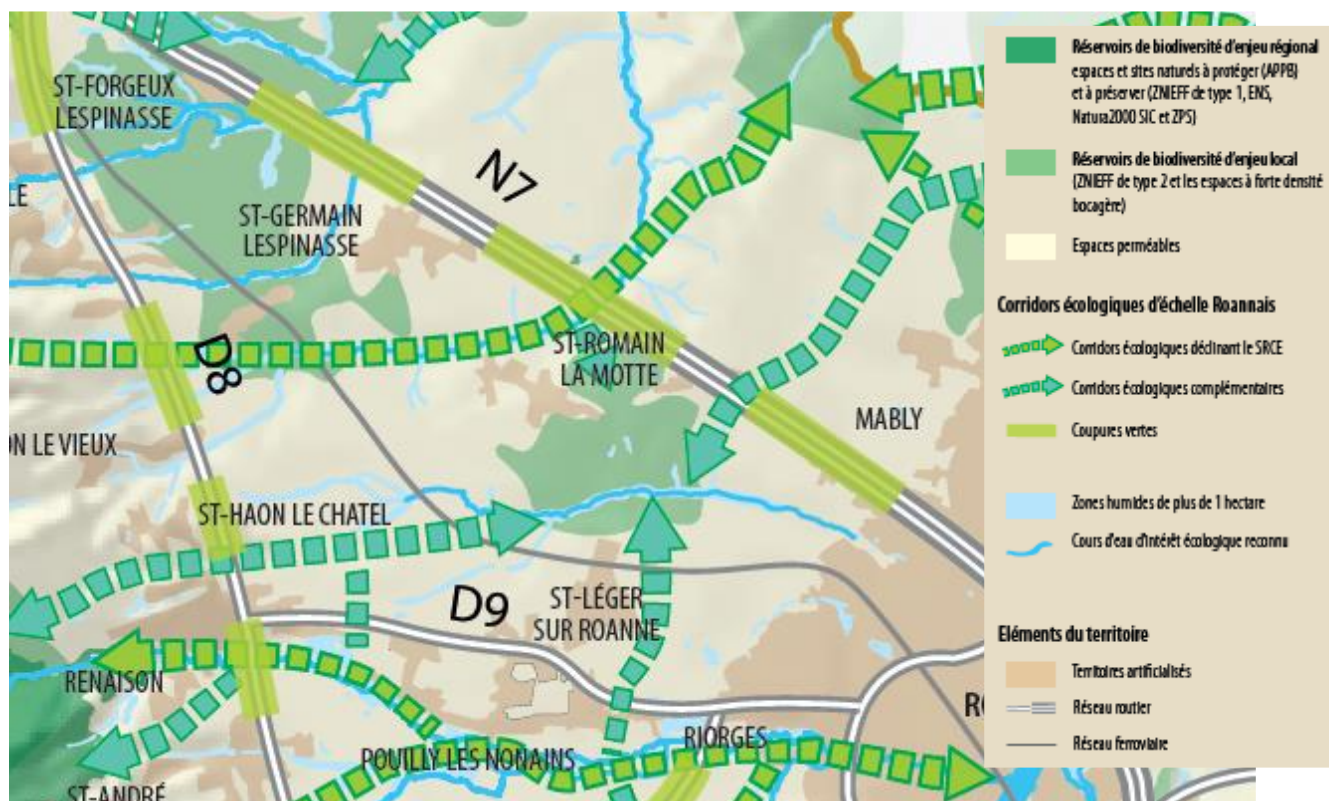 ST-FORGEUX
LESPINASSE
N7
LE
ST-GERMAIN
LESPINASSE
D8
ST-ROMAIN
LA MOTTE
MABLY
ON LE VIEUX
ST-HAON LE CHATEL
D9
ST-LÉGER
SUR ROANNE
RENAISON
RIORGES
POUILLY LES NONAINS
ST-ANDRÉ
Réservoirs de biodiversité d'enjeu régional
espaces et sites naturels à protéger (APPB)
et à préserver (ZNIEFF de type 1, ENS,
Natura2000 SIC et ZPS)
Réservoirs de biodiversité d'enjeu local
(ZNIEFF de type 2 et les espaces à forte densité
bocagère)
Espaces perméables
Corridors écologiques d'échelle Roannais
Corridors écologiques déclinant le SRCE
Corridors écologiques complémentaires
Coupures vertes
Zones humides de plus de 1 hectare
Cours d'eau d'intérêt écologique reconnu
Eléments du territoire
Territoires artificialisés
Réseau routier
Réseau ferroviaire